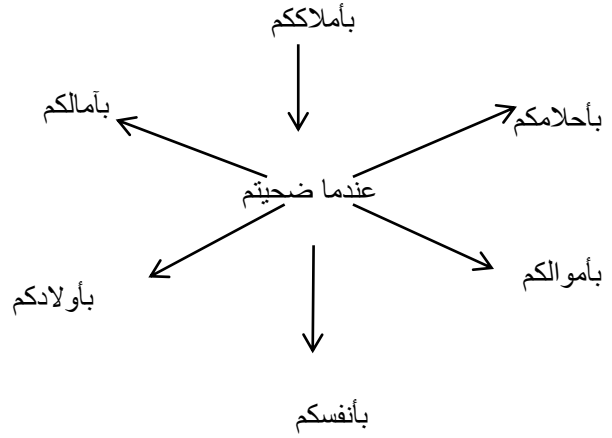 بأملاككم
بأحلامكم
بآمالكم
عندما ضحيتم
بأموالكم
بأولادكم
بأنفسكم